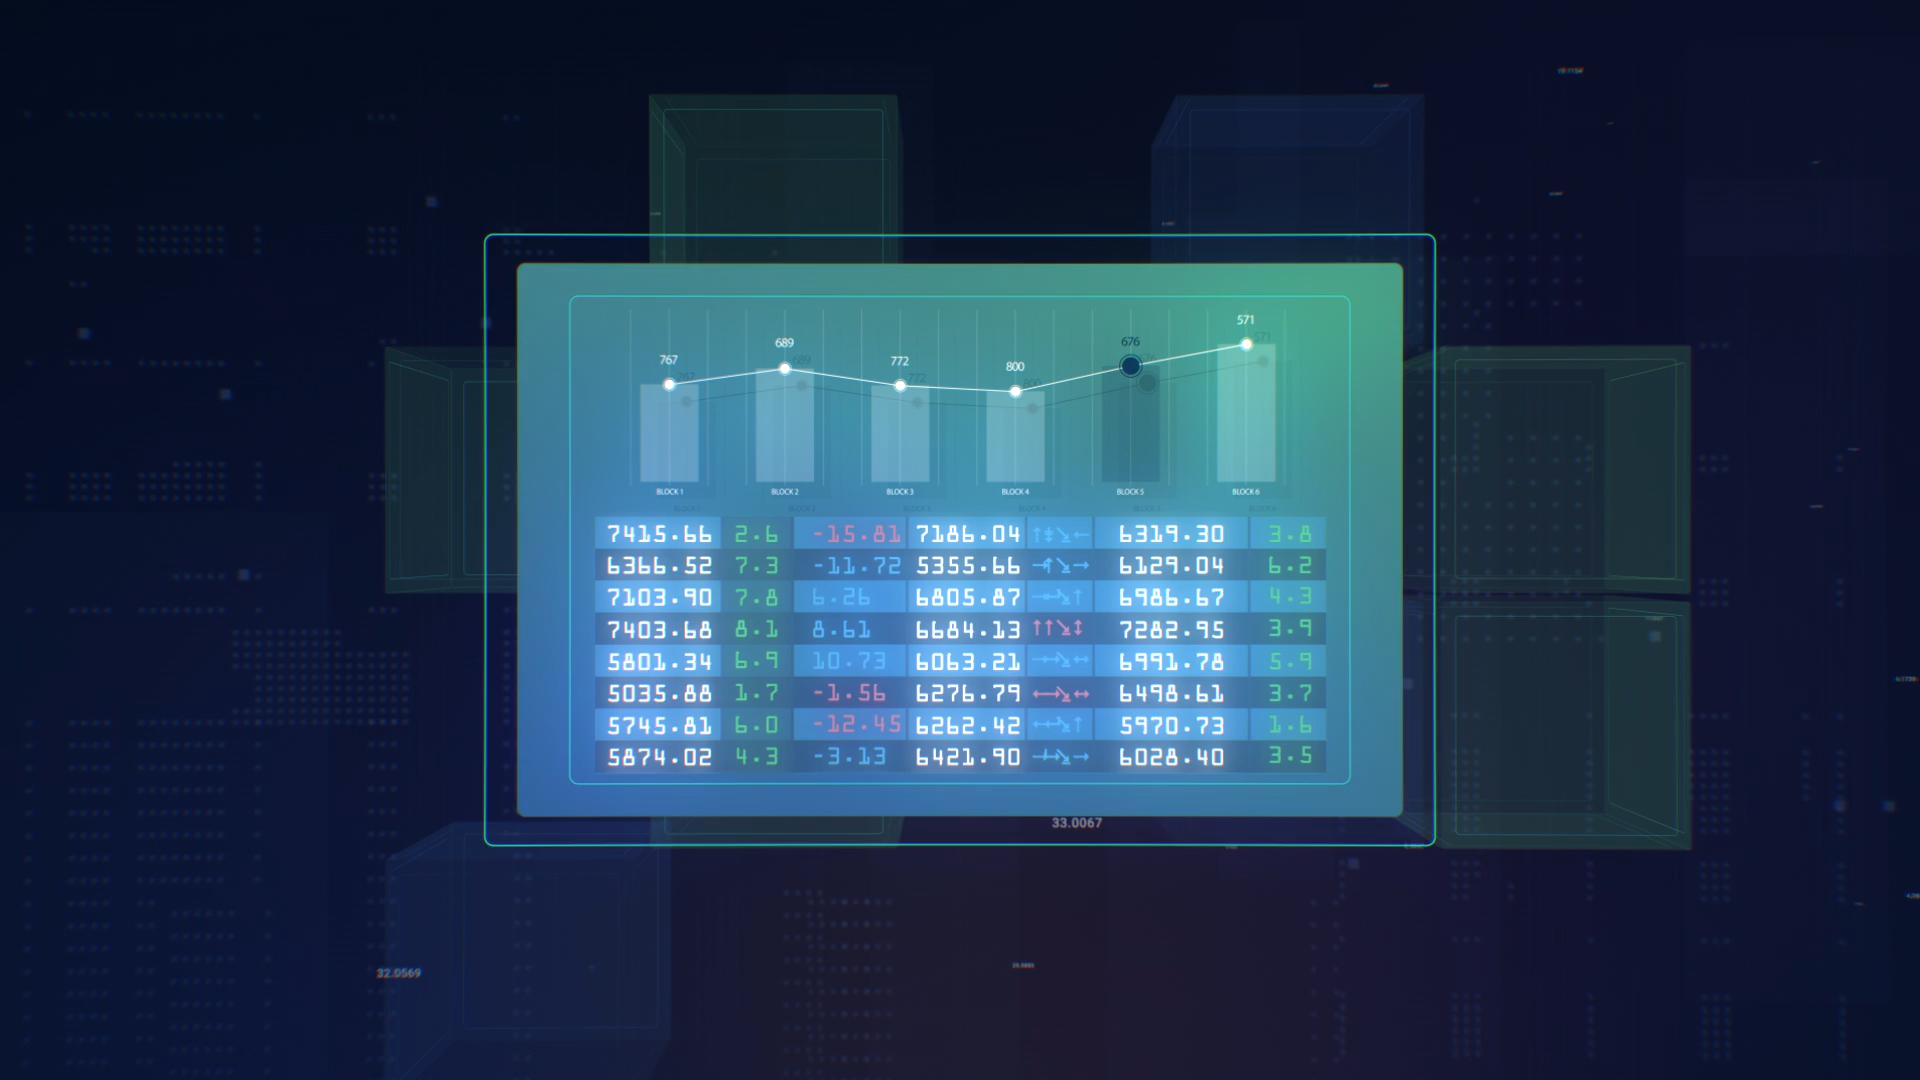 571
689
676
767
772
800
BLOCK 1 BLOCK 2 BLOCK 3 BLOCK 4 BLOCK 5 BLOCK 6
7415.66 2.6 -15.81 7186.04 ↑‡↘← 6319.30 3.8
6366.52 7.3 -11.72 5355.66 6129.04 6.2
7103.90 7.8 6.26 6805.87 6986.67 4.3
7403.68 8.1 8.61 6684.13 ↑↑↘↕ 7282.95 3.9
5801.34 6.9 10.73 6063.21 6991.78 5.9
5035.88 1.7 -1.56 6276.79 6498.61 3.7
5745.81 6.0 -12.45 6262.42 5970.73 1.6
5874.02 4.3 -3.13 6421.90 6028.40 3.5
33.0067
32.0569